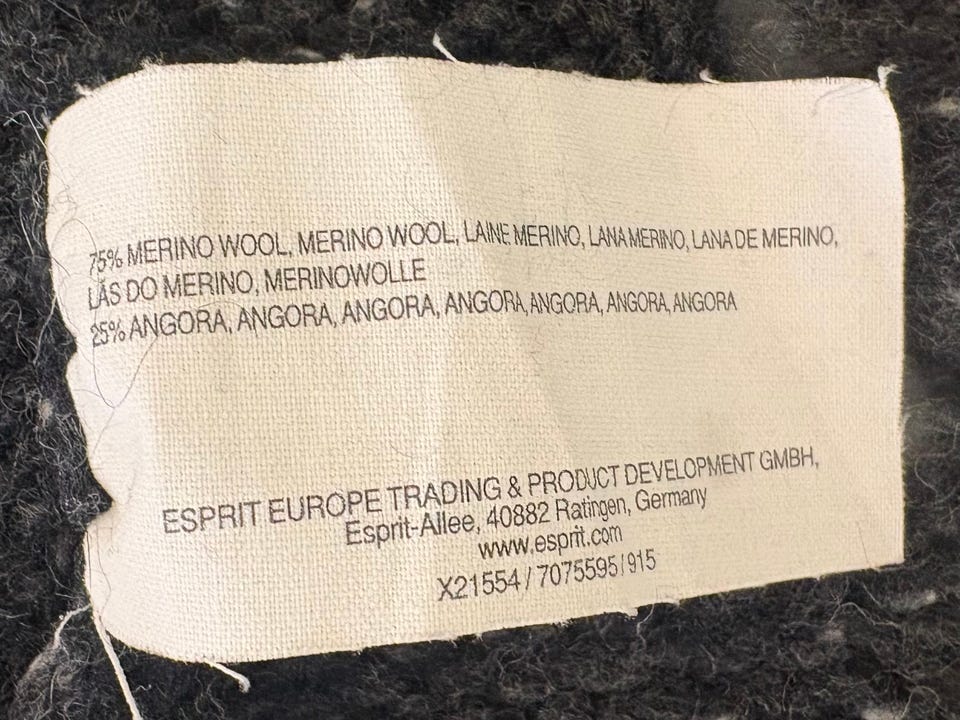 75% MERINO WOOL, MERINO WOOL, LAINE MERINO, LANA MERINO, LANA DE MERINO,
LÃS DO MERINO, MERINOWOLLE
25% ANGORA, ANGORA, ANGORA, ANGORA, ANGORA, ANGORA, ANGORA
ESPRIT EUROPE TRADING & PRODUCT DEVELOPMENT GMBH,
Esprit-Allee, 40882 Ratingen, Germany
www.esprit.com
X21554 / 7075595 / 915